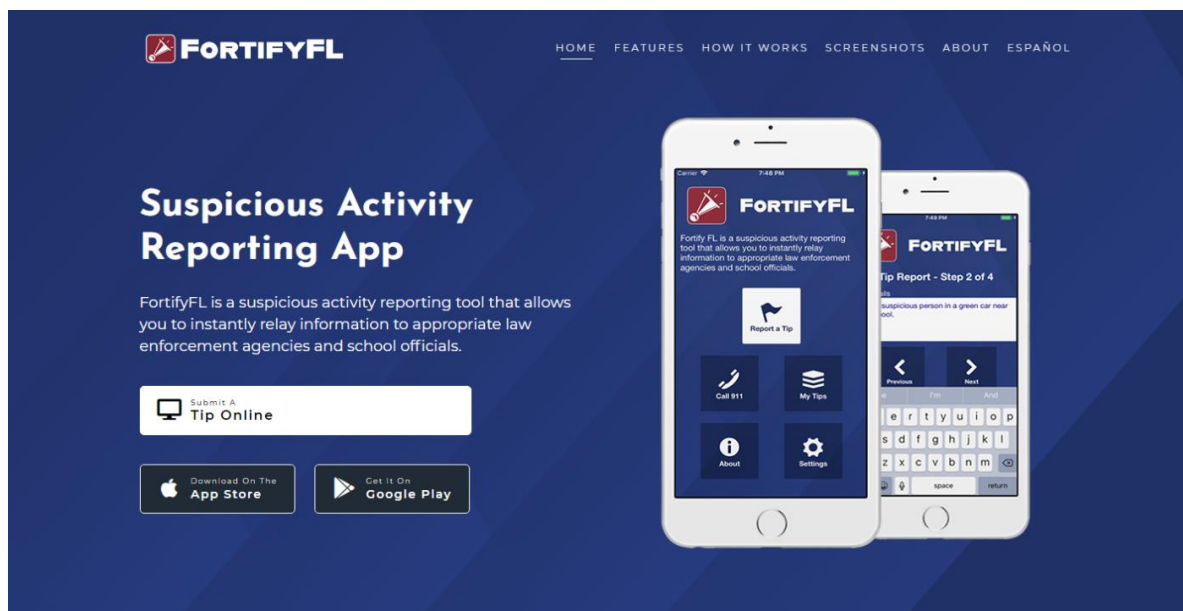 FORTIFYFL
HOME FEATURES HOW IT WORKS SCREENSHOTS ABOUT ESPAÑOL
Suspicious Activity
Reporting App
FortifyFL is a suspicious activity reporting tool that allows
you to instantly relay information to appropriate law
enforcement agencies and school officials.
Submit A
Tip Online
Download On The
App Store
Get It On
Google Play
Carrier 7:48 PM
FORTIFYFL
Fortify FL is a suspicious activity reporting
tool that allows you to instantly relay
information to appropriate law enforcement
agencies and school officials.
Report a Tip
Call 911 My Tips
About Settings
7:49 PM
FORTIFYFL
Tip Report - Step 2 of 4
suspicious person in a green car near
Previous Next
I'm And
e r t y u i o p
s d f g h j k l
z x c v b n m
space return